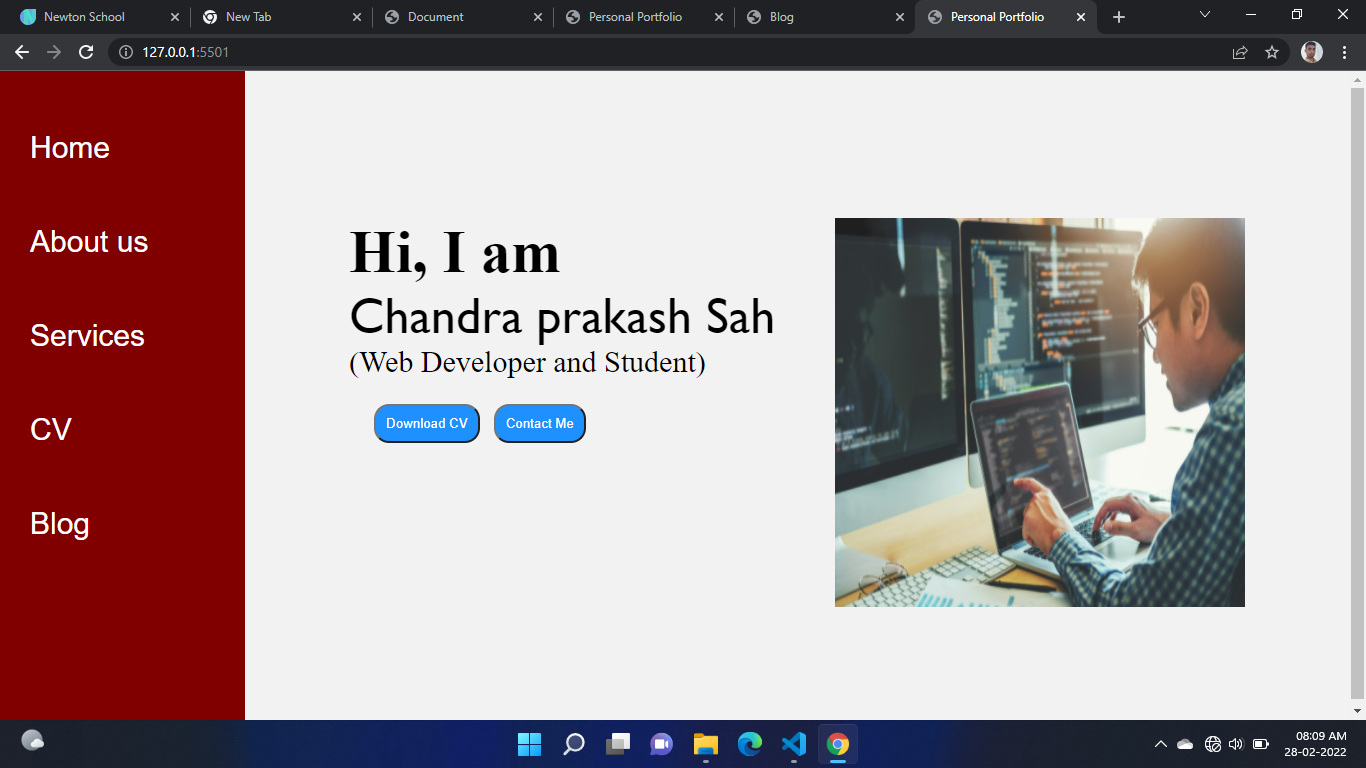 Newton School
New Tab
Document
Personal Portfolio
Blog
Personal Portfolio
127.0.0.1:5501
Home
About us
Services
CV
Blog
Hi, I am
Chandra prakash Sah
(Web Developer and Student)
Download CV
Contact Me
08:09 AM
28-02-2022